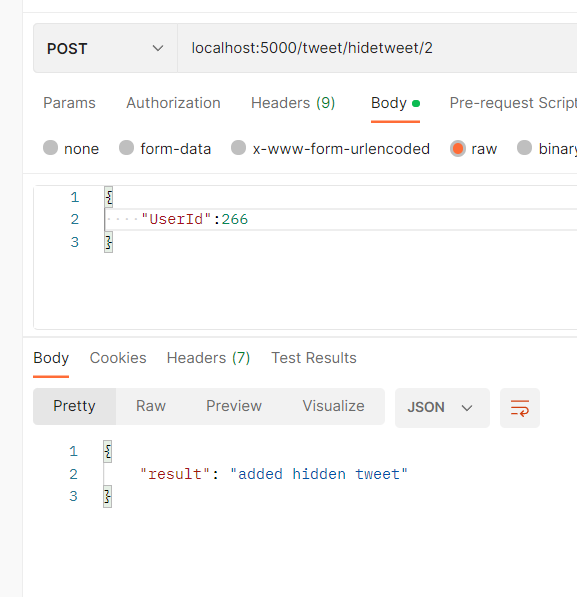 POST localhost:5000/tweet/hidetweet/2
Params Authorization Headers (9) Body Pre-request Script
none form-data x-www-form-urlencoded raw binary
1 {
2 "UserId":266
3 }
Body Cookies Headers (7) Test Results
Pretty Raw Preview Visualize JSON
1 {
2 "result": "added hidden tweet"
3 }